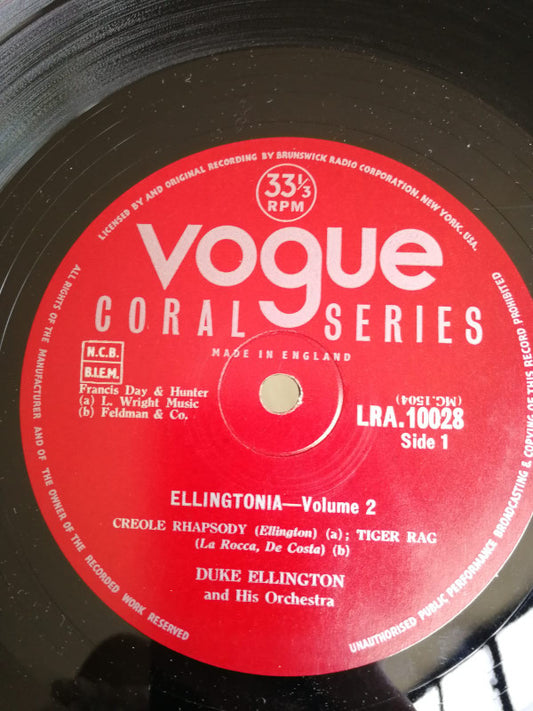 LICENSED BY AND ORIGINAL RECORDING BY BRUNSWICK RADIO CORPORATION, NEW YORK, USA.
33⅓
RPM
vogue
CORAL SERIES
MADE IN ENGLAND
N.C.B.
B.I.E.M.
Francis Day & Hunter
(a) L. Wright Music
(b) Feldman & Co.
(MG.1504)
LRA.10028
Side 1
ELLINGTONIA—Volume 2
CREOLE RHAPSODY (Ellington) (a); TIGER RAG
(La Rocca, De Costa) (b)
DUKE ELLINGTON
and His Orchestra
ALL RIGHTS OF THE MANUFACTURER AND OF THE OWNER OF THE RECORDED WORK RESERVED
UNAUTHORISED PUBLIC PERFORMANCE BROADCASTING & COPYING OF THIS RECORD PROHIBITED